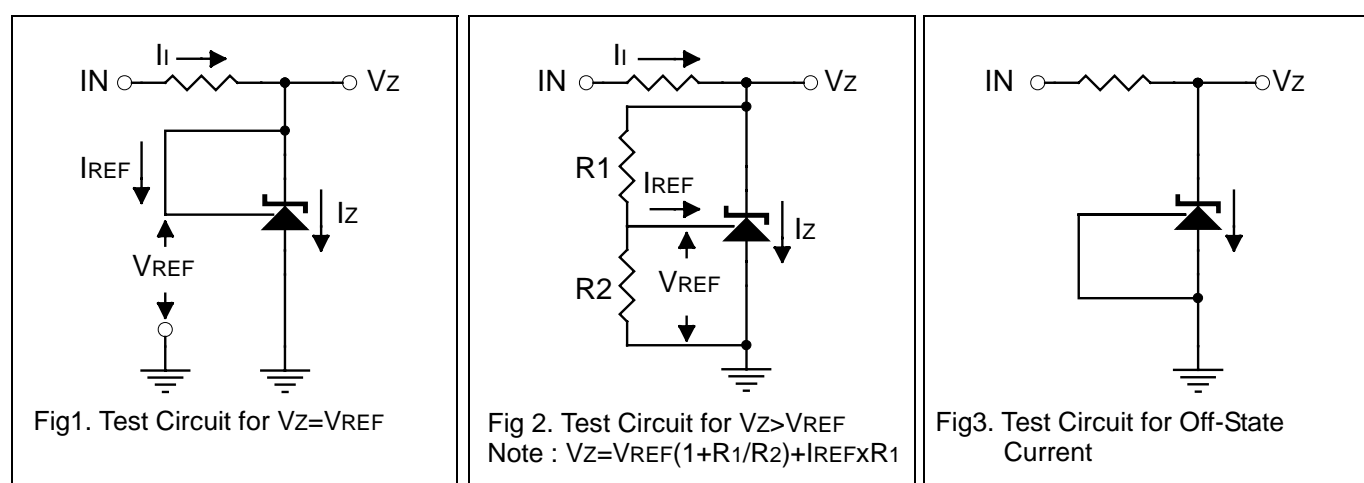 II
IN
VZ
IREF
IZ
VREF
Fig1. Test Circuit for VZ=VREF
II
IN
VZ
R1
IREF
IZ
R2
VREF
Fig 2. Test Circuit for VZ>VREF
Note : VZ=VREF(1+R1/R2)+IREFxR1
IN
VZ
Fig3. Test Circuit for Off-State
Current